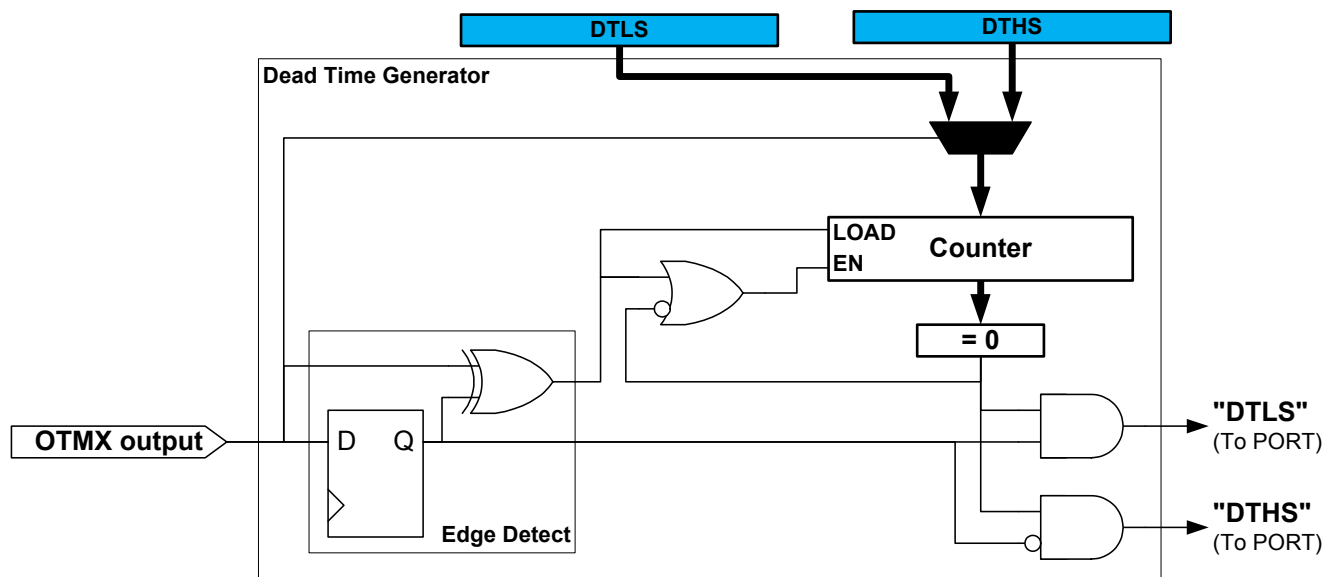 DTLS
DTHS
Dead Time Generator
LOAD
EN
Counter
= 0
OTMX output
D
Q
Edge Detect
"DTLS"
(To PORT)
"DTHS"
(To PORT)